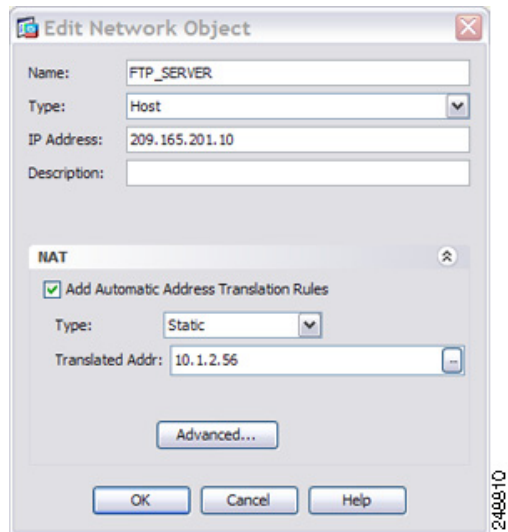 Edit Network Object
Name: FTP_SERVER
Type: Host
IP Address: 209.165.201.10
Description:
NAT
Add Automatic Address Translation Rules
Type: Static
Translated Addr: 10.1.2.56 ...
Advanced...
OK Cancel Help
248810